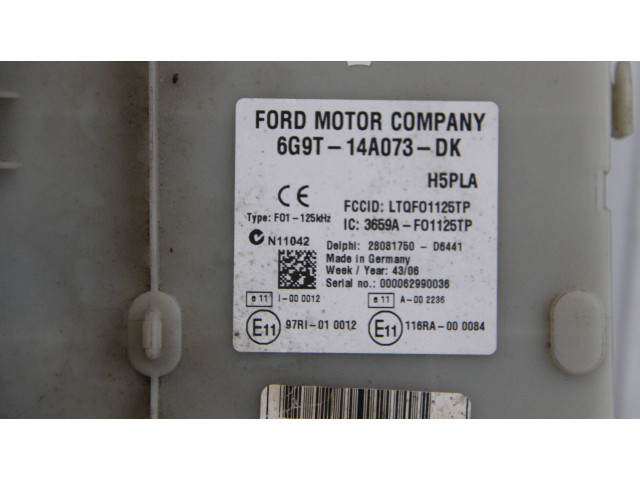 FORD MOTOR COMPANY
6G9T-14A073-DK
H5PLA
CE
FCCID: LTQFO1125TP
Type: F01-125kHz
IC: 3659A-FO1125TP
N11042
Delphi: 28081750 - D6441
Made in Germany
Week / Year: 43/06
Serial no.: 000062990036
e 11 I-00 0012
e 11 A-00 2236
E11 97RI-01 0012
E11 116RA-00 0084